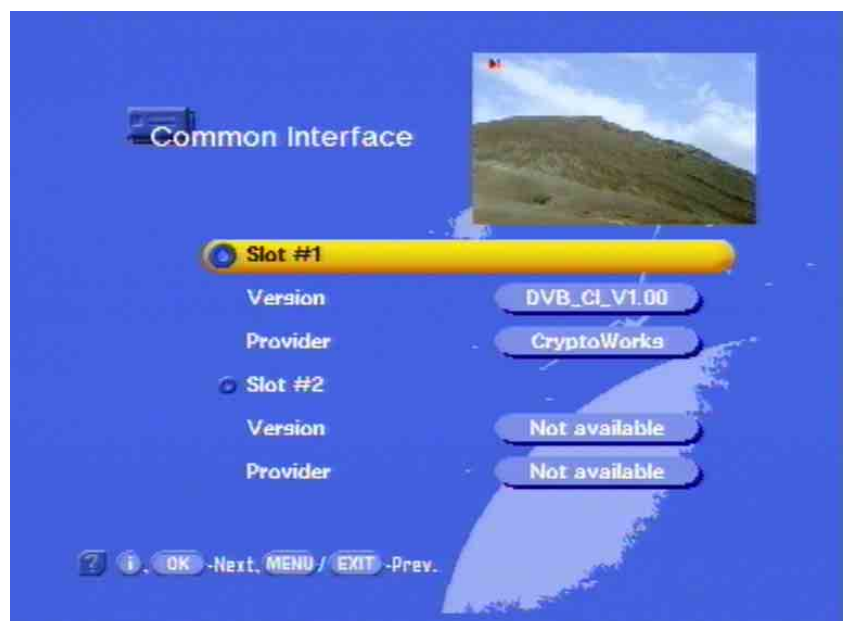 Common Interface
Slot #1
Version DVB_CI_V1.00
Provider CryptoWorks
Slot #2
Version Not available
Provider Not available
? i, OK -Next, MENU / EXIT -Prev.